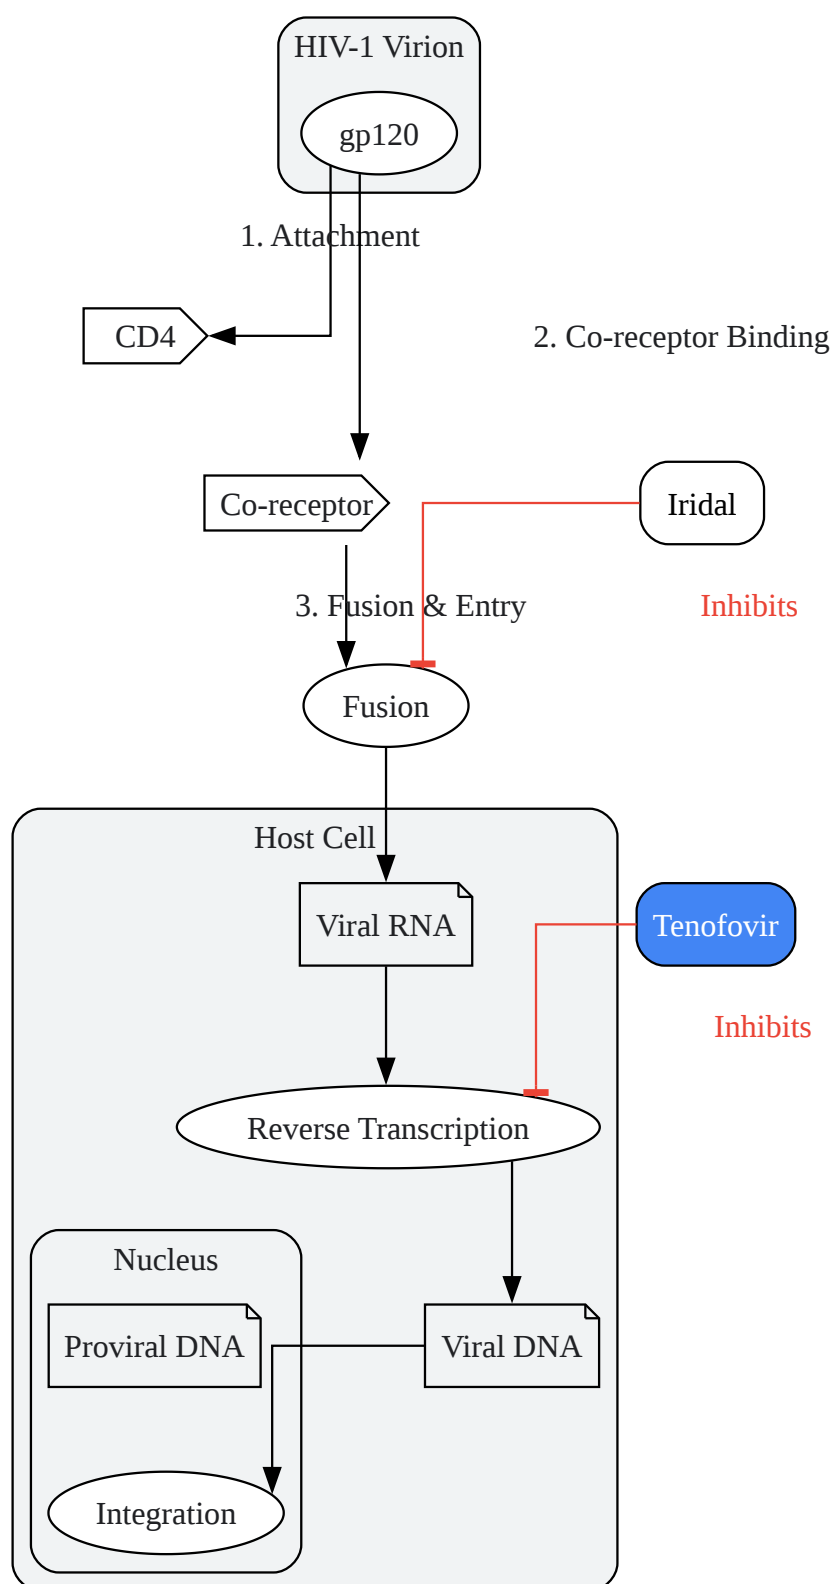 HIV-1 Virion
gp120
1. Attachment
CD4
2. Co-receptor Binding
Co-receptor
Iridal
3. Fusion & Entry
Inhibits
Fusion
Host Cell
Viral RNA
Tenofovir
Inhibits
Reverse Transcription
Nucleus
Proviral DNA
Viral DNA
Integration